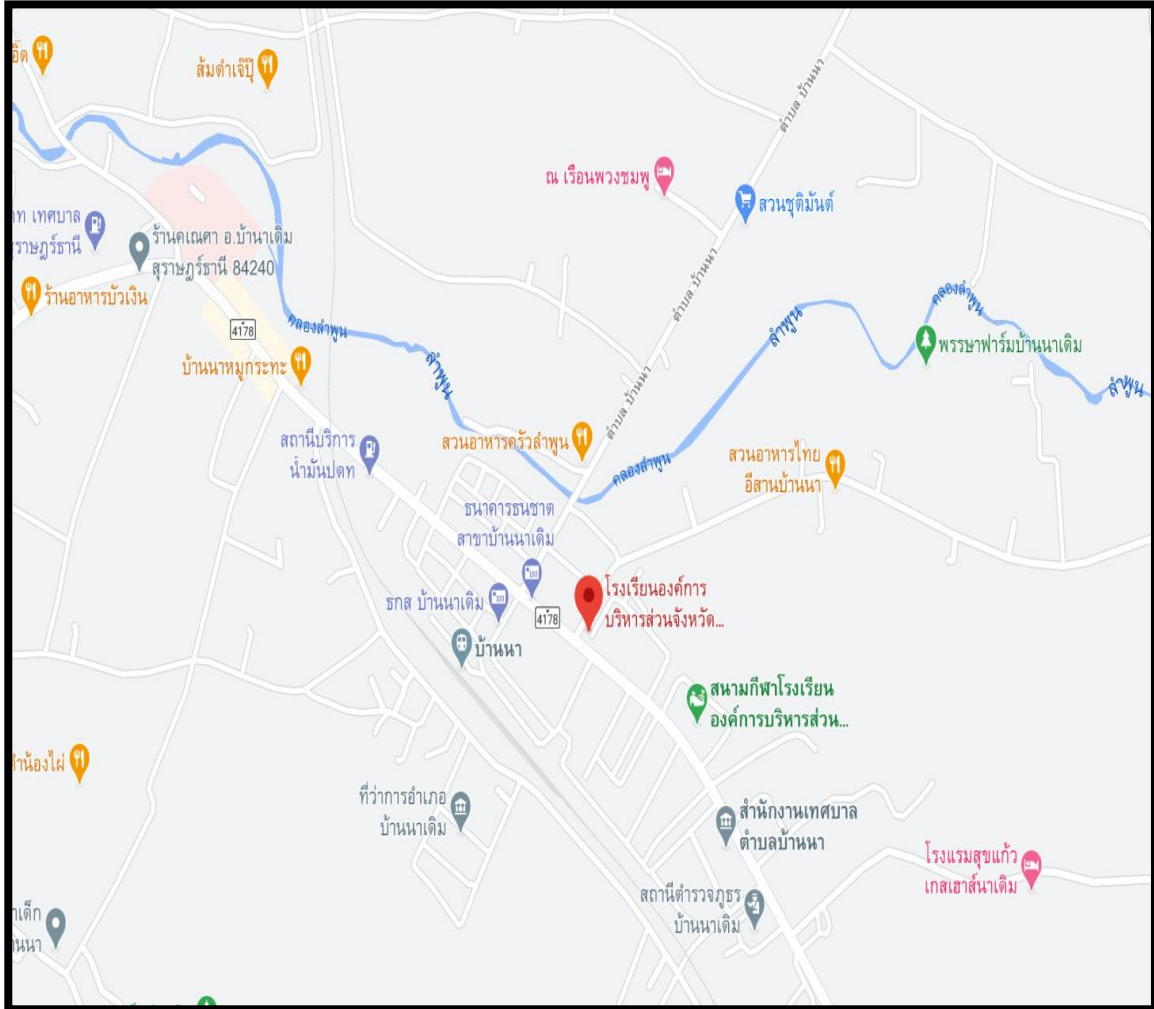 ส้มตำเจ๊ปุ๊
ตำบล บ้านนา
ณ เรือนพวงชมพู
สวนชุติมันต์
ท เทศบาล
ราษฎร์ธานี
ร้านคเณศา อ.บ้านาเดิม
สุราษฎร์ธานี 84240
ร้านอาหารบัวเงิน
ตำบล บ้านนา
คลองลำพูน
4178
คลองลำพูน
ลำพูน
พรรษาฟาร์มบ้านนาเดิม
บ้านนาหมูกระทะ
ลำพูน
ลำพูน
ตำบล บ้านนา
สถานีบริการ
น้ำมันปตท
สวนอาหารครัวลำพูน
คลองลำพูน
สวนอาหารไทย
อีสานบ้านนา
ธนาคารธนชาต
สาขาบ้านนาเดิม
ธกส บ้านนาเดิม
4178
โรงเรียนองค์การ
บริหารส่วนจังหวัด...
บ้านนา
สนามกีฬาโรงเรียน
องค์การบริหารส่วน...
ำน้องไผ่
ที่ว่าการอำเภอ
บ้านนาเดิม
สำนักงานเทศบาล
ตำบลบ้านนา
โรงแรมสุขแก้ว
เกสเฮาส์นาเดิม
สถานีตำรวจภูธร
บ้านนาเดิม
าเด็ก
านนา